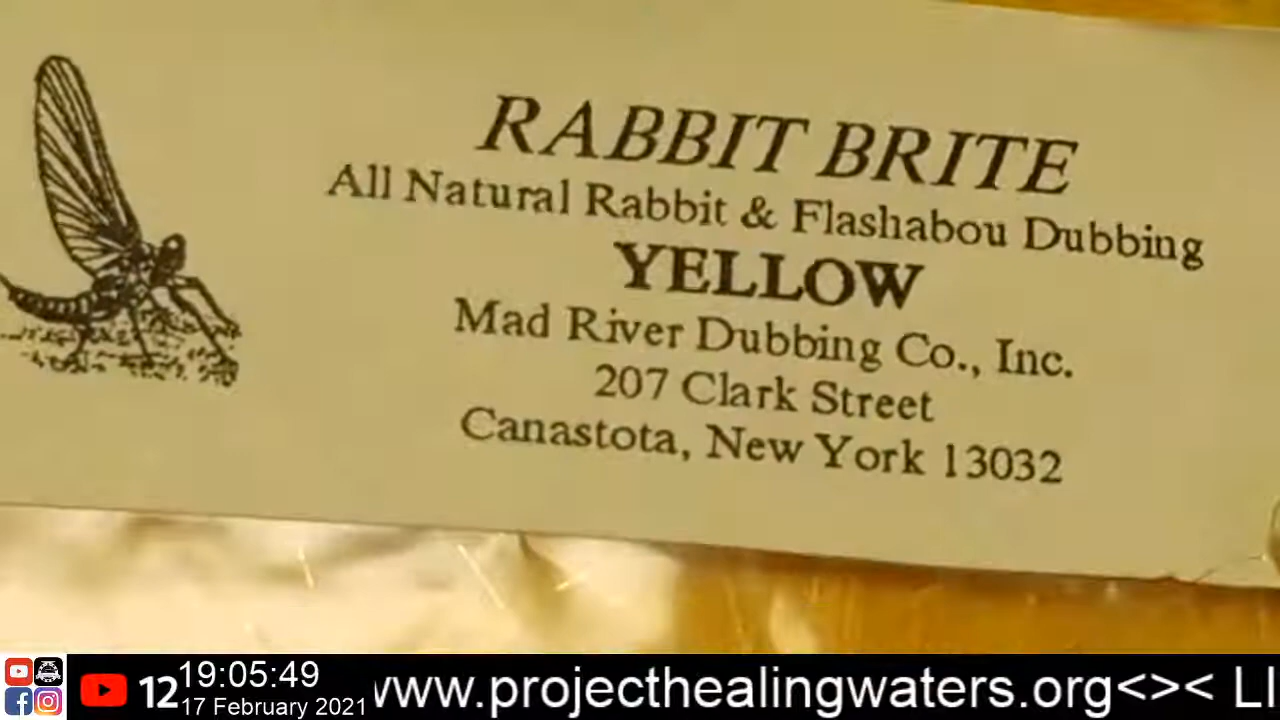 RABBIT BRITE
All Natural Rabbit & Flashabou Dubbing
YELLOW
Mad River Dubbing Co., Inc.
207 Clark Street
Canastota, New York 13032
12
19:05:49
17 February 2021
www.projecthealingwaters.org<><